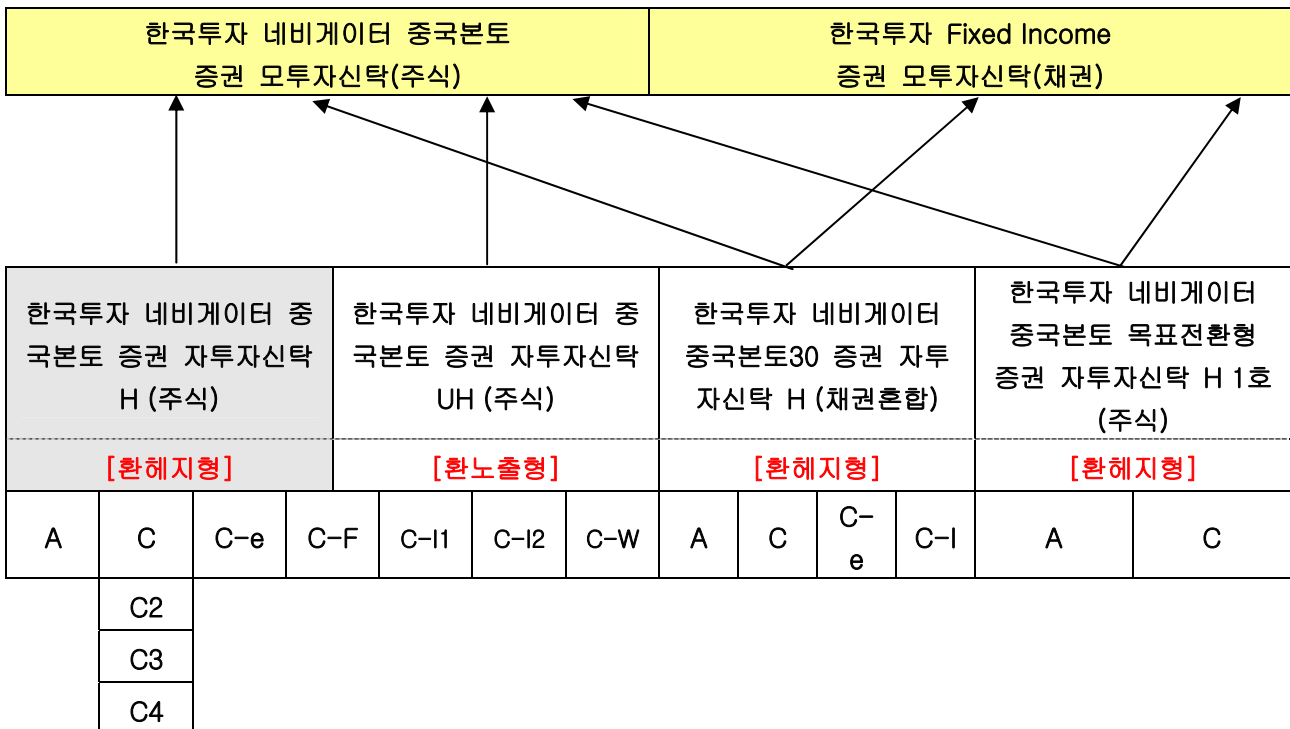 한국투자 네비게이터 중국본토
증권 모투자신탁(주식)
한국투자 Fixed Income
증권 모투자신탁(채권)
한국투자 네비게이터 중
국본토 증권 자투자신탁
H (주식)
한국투자 네비게이터 중
국본토 증권 자투자신탁
UH (주식)
한국투자 네비게이터
중국본토30 증권 자투
자신탁 H (채권혼합)
한국투자 네비게이터
중국본토 목표전환형
증권 자투자신탁 H 1호
(주식)
[환헤지형]
[환노출형]
[환헤지형]
[환헤지형]
A
C
C-e
C-F
C-I1
C-I2
C-W
A
C
C-
e
C-I
A
C
C2
C3
C4